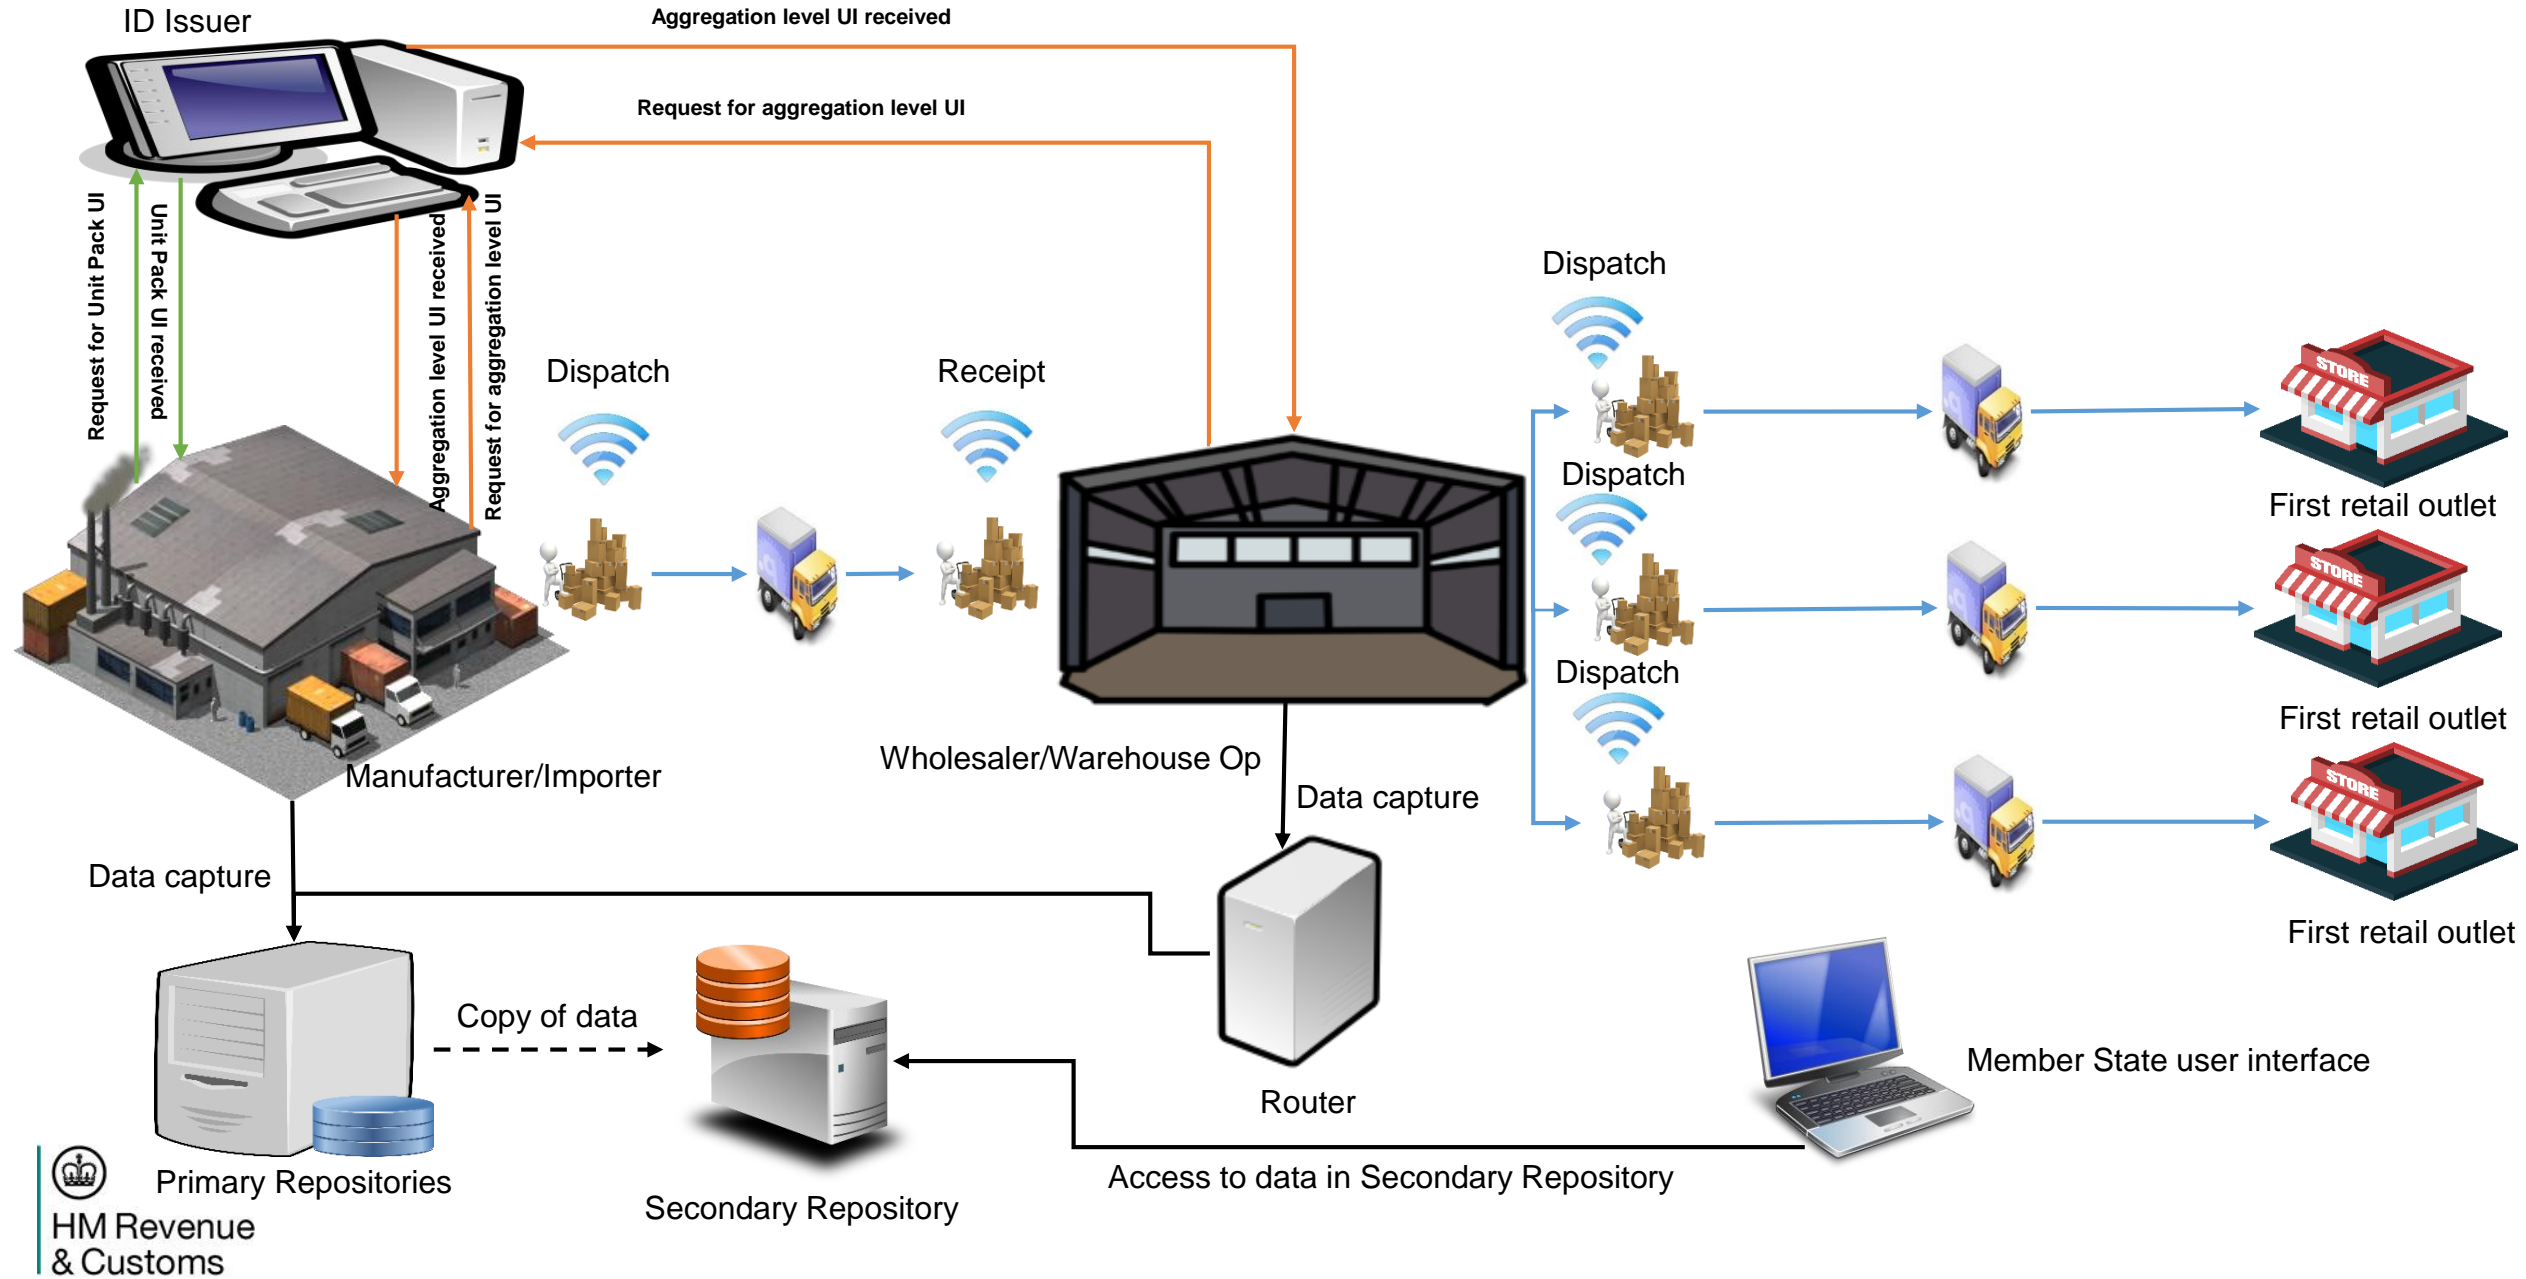 ID Issuer
Aggregation level UI received
Request for aggregation level UI
Request for Unit Pack UI
Unit Pack UI received
Aggregation level UI received
Request for aggregation level UI
Dispatch
Receipt
Dispatch
STORE
First retail outlet
Dispatch
STORE
First retail outlet
Dispatch
STORE
First retail outlet
Manufacturer/Importer
Wholesaler/Warehouse Op
Data capture
Data capture
Copy of data
Router
Member State user interface
Access to data in Secondary Repository
Primary Repositories
Secondary Repository
HM Revenue
& Customs